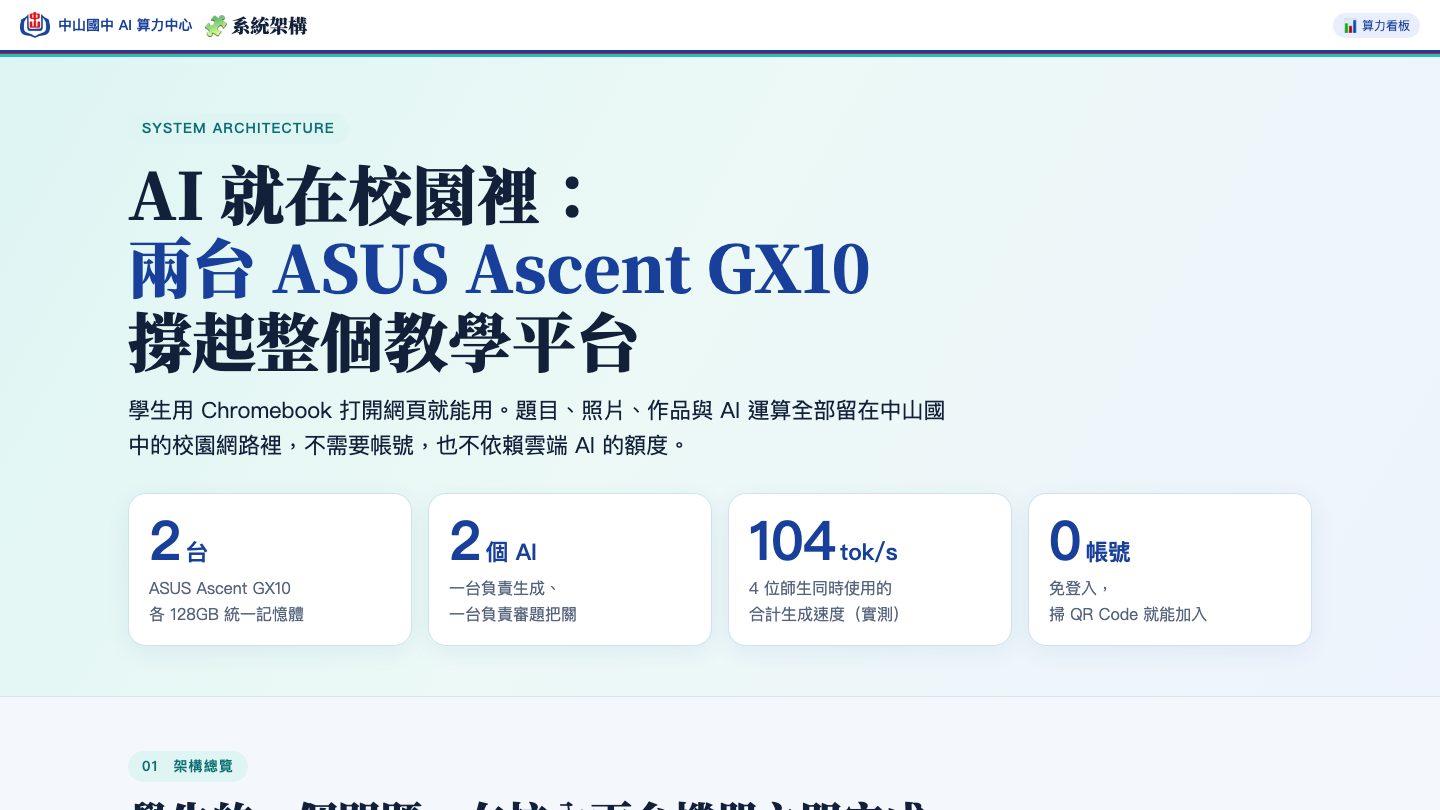 中山國中 AI 算力中心
系統架構
算力看板
SYSTEM ARCHITECTURE
AI 就在校園裡：
兩台 ASUS Ascent GX10
撐起整個教學平台
學生用 Chromebook 打開網頁就能用。題目、照片、作品與 AI 運算全部留在中山國
中的校園網路裡，不需要帳號，也不依賴雲端 AI 的額度。
2 台
ASUS Ascent GX10
各 128GB 統一記憶體
2 個 AI
一台負責生成、
一台負責審題把關
104 tok/s
4 位師生同時使用的
合計生成速度（實測）
0 帳號
免登入，
掃 QR Code 就能加入
01 架構總覽